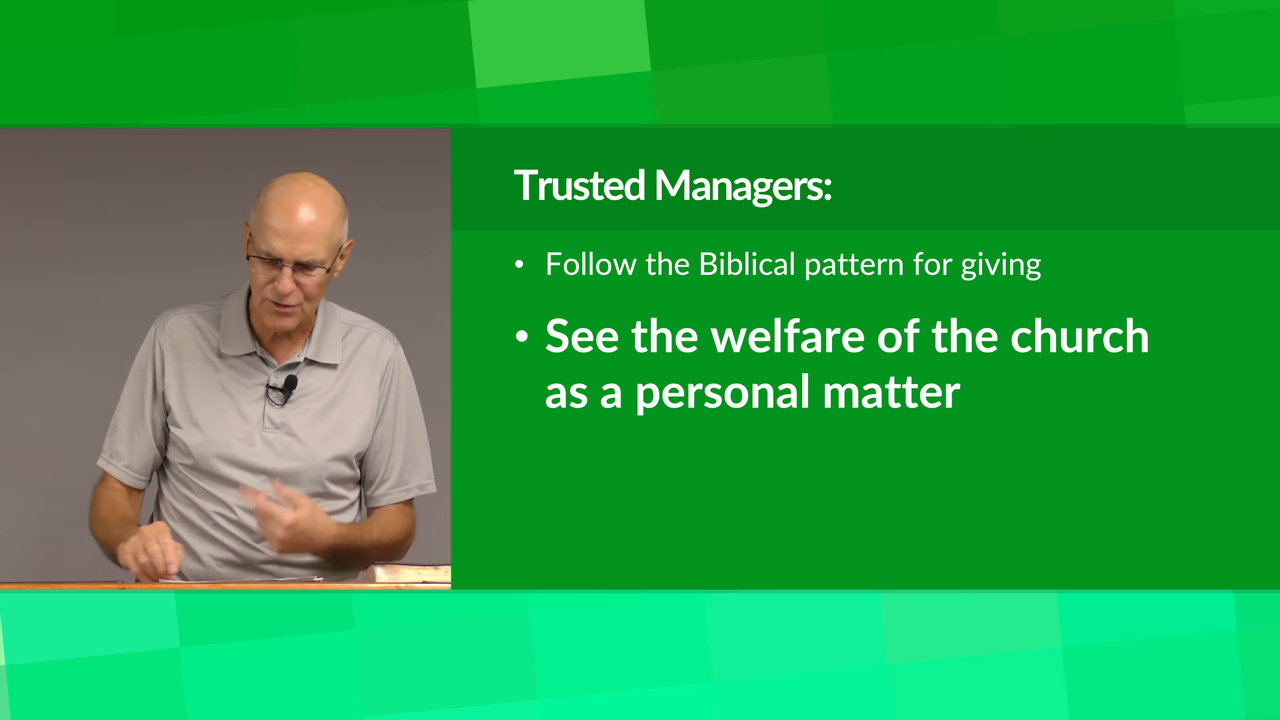 Trusted Managers:
• Follow the Biblical pattern for giving
• See the welfare of the church
as a personal matter